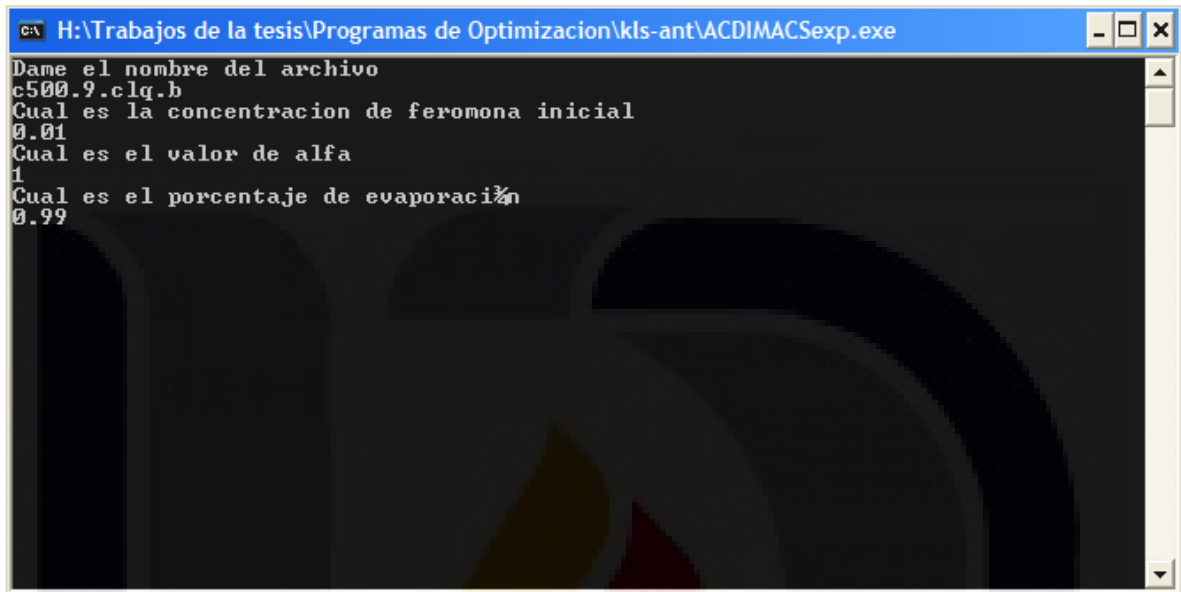 H:\Trabajos de la tesis\Programas de Optimizacion\kls-ant\ACDIMACSexp.exe
Dame el nombre del archivo
c500.9.clq.b
Cual es la concentracion de feromona inicial
0.01
Cual es el valor de alfa
1
Cual es el porcentaje de evaporaci¾n
0.99